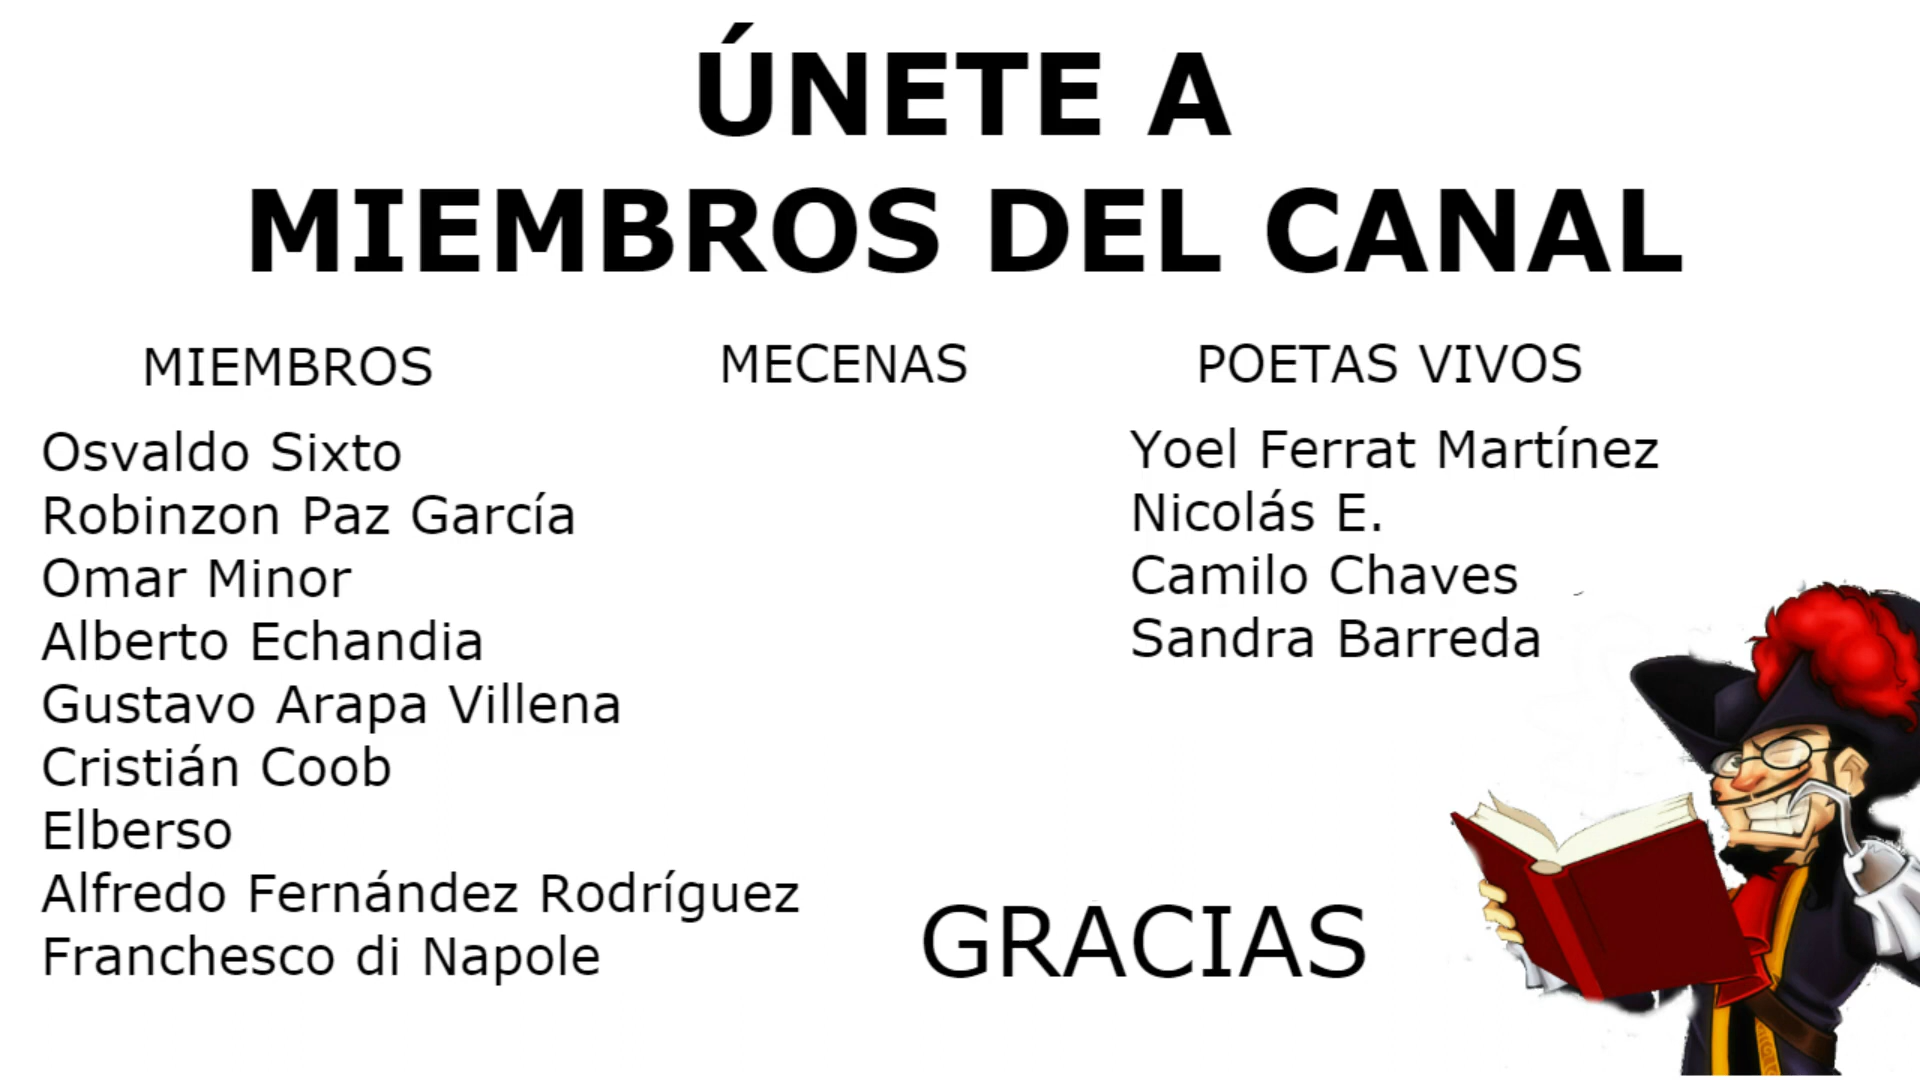 ÚNETE A
MIEMBROS DEL CANAL
MIEMBROS
Osvaldo Sixto
Robinzon Paz García
Omar Minor
Alberto Echandia
Gustavo Arapa Villena
Cristián Coob
Elberso
Alfredo Fernández Rodríguez
Franchesco di Napole
MECENAS
POETAS VIVOS
Yoel Ferrat Martínez
Nicolás E.
Camilo Chaves
Sandra Barreda
GRACIAS